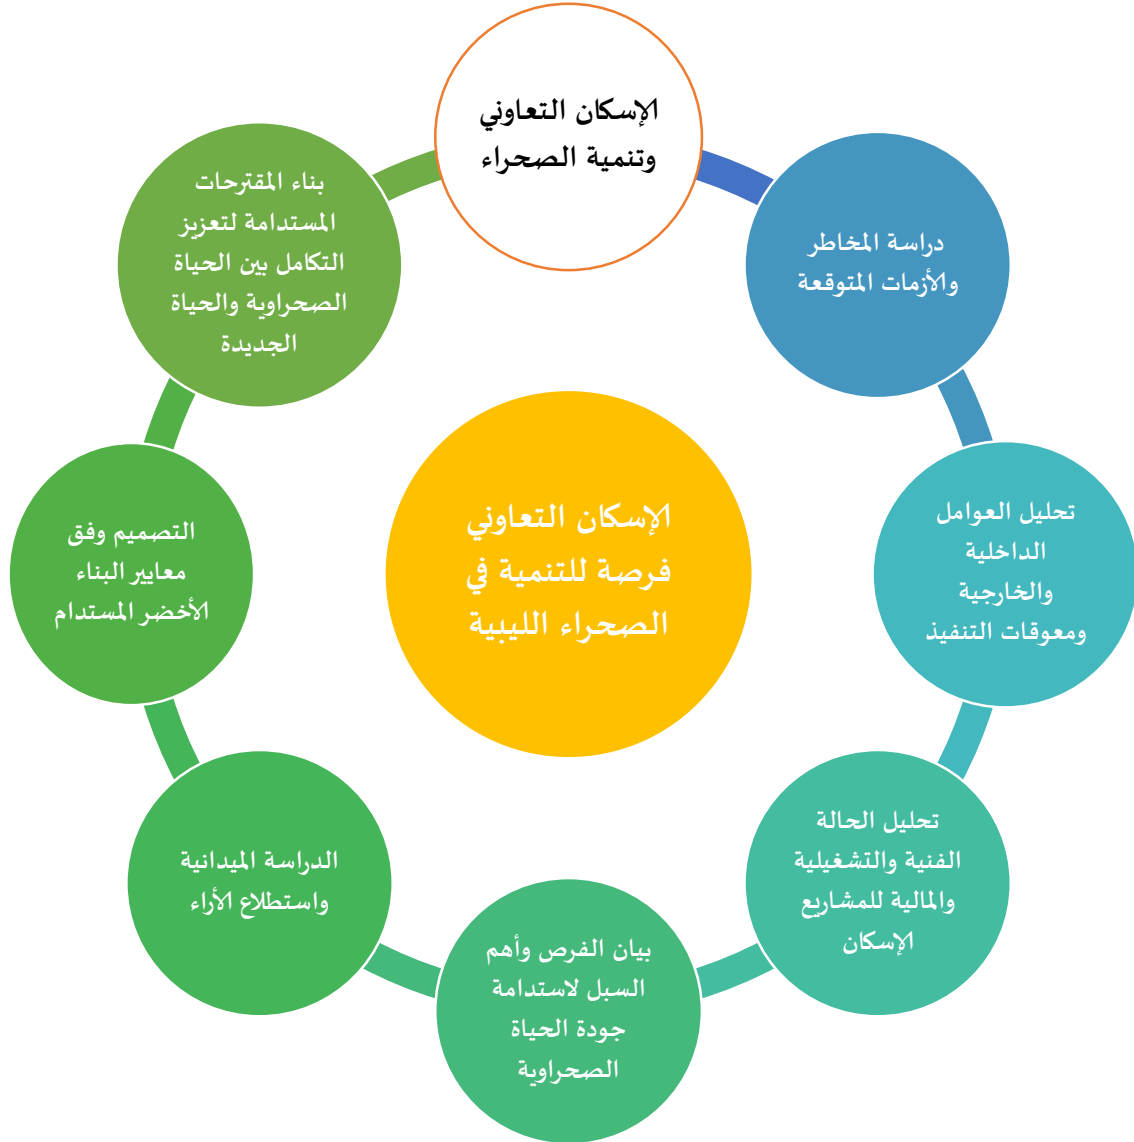 الإسكان التعاوني
وتنمية الصحراء
دراسة المخاطر
والأزمات المتوقعة
تحليل العوامل
الداخلية
والخارجية
ومعوقات التنفيذ
تحليل الحالة
الفنية والتشغيلية
والمالية للمشاريع
الإسكان
بيان الفرص وأهم
السبل لاستدامة
جودة الحياة
الصحراوية
الدراسة الميدانية
واستطلاع الأراء
التصميم وفق
معايير البناء
الأخضر المستدام
بناء المقترحات
المستدامة لتعزيز
التكامل بين الحياة
الصحراوية والحياة
الجديدة
الإسكان التعاوني
فرصة للتنمية في
الصحراء الليبية